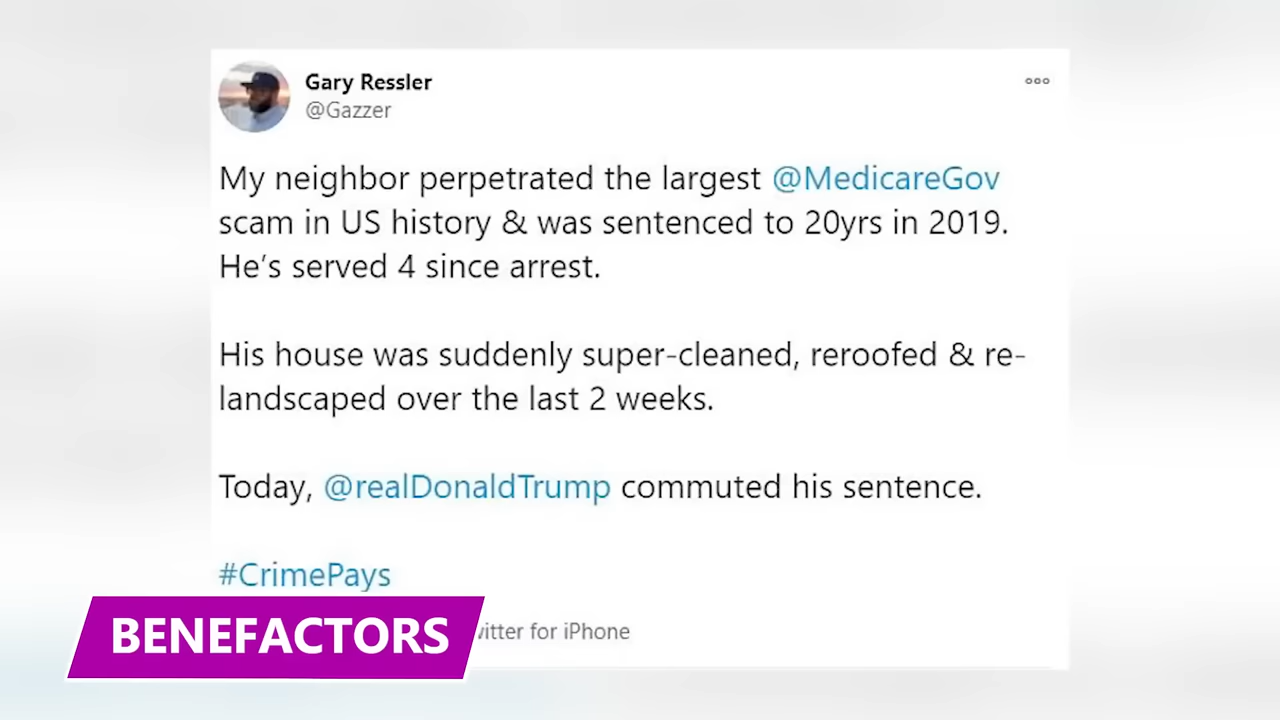 Gary Ressler
@Gazzer
My neighbor perpetrated the largest @MedicareGov
scam in US history & was sentenced to 20yrs in 2019.
He's served 4 since arrest.
His house was suddenly super-cleaned, reroofed & re-
landscaped over the last 2 weeks.
Today, @realDonaldTrump commuted his sentence.
#CrimePays
BENEFACTORS
for iPhone